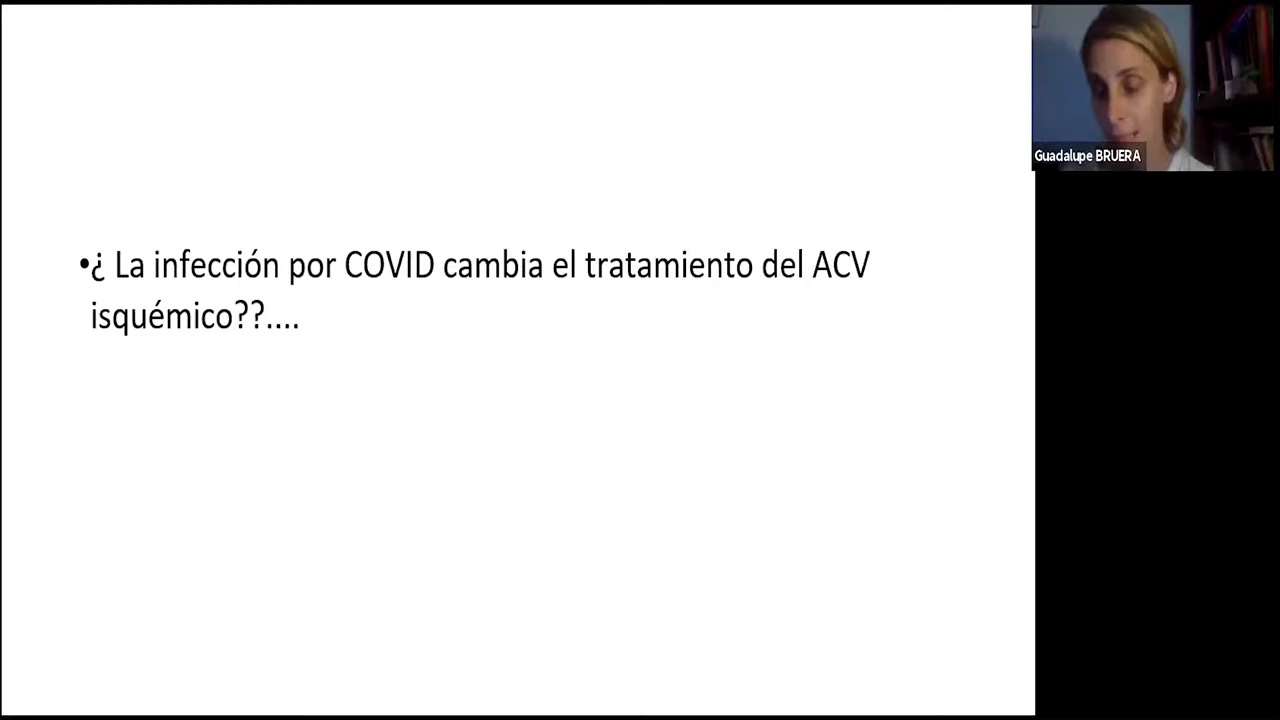 •¿ La infección por COVID cambia el tratamiento del ACV
isquémico??....
Guadalupe BRUERA